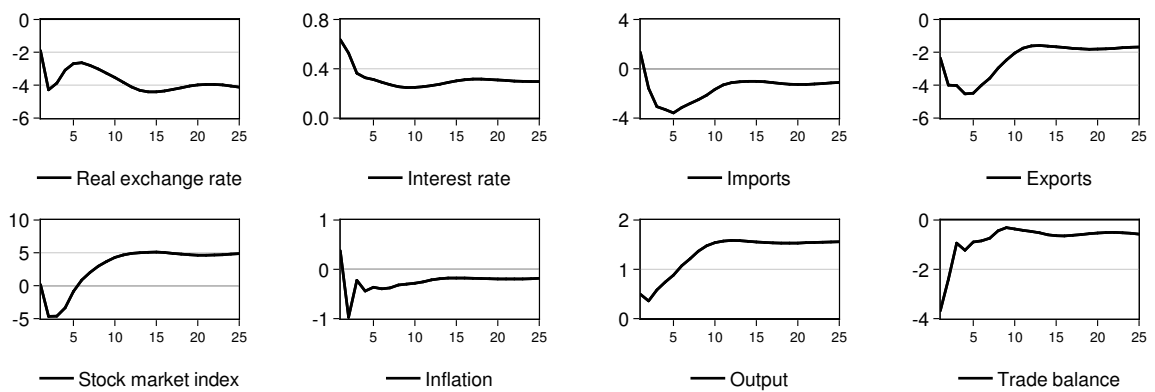 0 0.8 4 0
-2 0 -2
0.4
-4 -4
-6 0.0 -4 -6
5 10 15 20 25 5 10 15 20 25 5 10 15 20 25 5 10 15 20 25
Real exchange rate Interest rate Imports Exports
10 1 2 0
5
0 1 -2
0
-5 -1 0 -4
5 10 15 20 25 5 10 15 20 25 5 10 15 20 25 5 10 15 20 25
Stock market index Inflation Output Trade balance